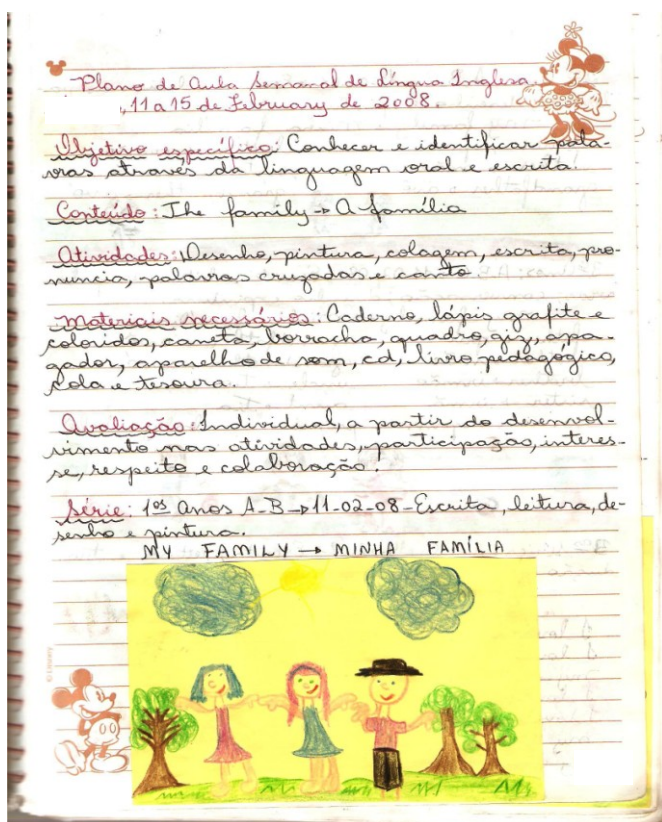 Plano de Aula Semanal de Língua Inglesa
11 a 15 de February de 2008.
Objetivo específico: Conhecer e identificar pala-
vras através da linguagem oral e escrita.
Conteúdo: The family → A família
Atividades: Desenho, pintura, colagem, escrita, pro-
nuncia, palavras cruzadas e canto.
Materiais necessários: Caderno, lápis grafite e
coloridos, caneta, borracha, quadro, giz, apa-
gador, aparelho de som, cd, livro pedagógico,
cola e tesoura.
Avaliação: Individual, a partir do desenvol-
vimento nas atividades, participação, interes-
se, respeito e colaboração.
Série: 1ºs Anos A-B → 11-02-08 - Escrita, leitura, de-
senho e pintura.
MY FAMILY → MINHA FAMÍLIA
© Disney